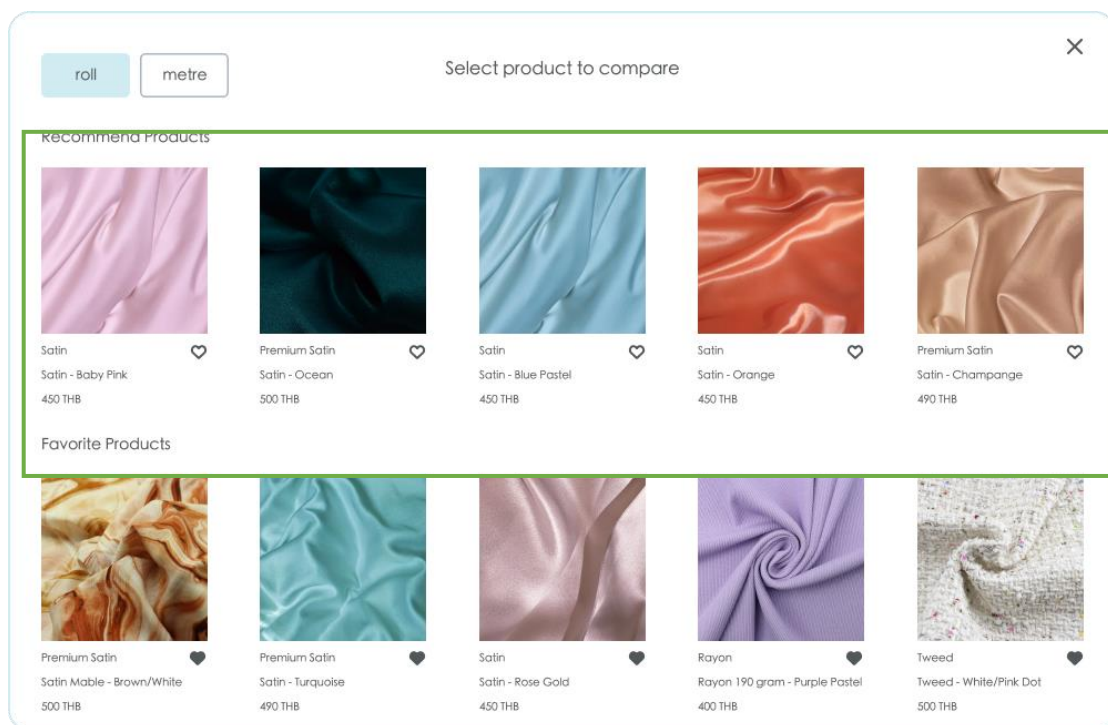 roll
metre
Select product to compare
Recommend Products
Satin
Satin - Baby Pink
450 THB
Premium Satin
Satin - Ocean
500 THB
Satin
Satin - Blue Pastel
450 THB
Satin
Satin - Orange
450 THB
Premium Satin
Satin - Champange
490 THB
Favorite Products
Premium Satin
Satin Mable - Brown/White
500 THB
Premium Satin
Satin - Turquoise
490 THB
Satin
Satin - Rose Gold
450 THB
Rayon
Rayon 190 gram - Purple Pastel
400 THB
Tweed
Tweed - White/Pink Dot
500 THB